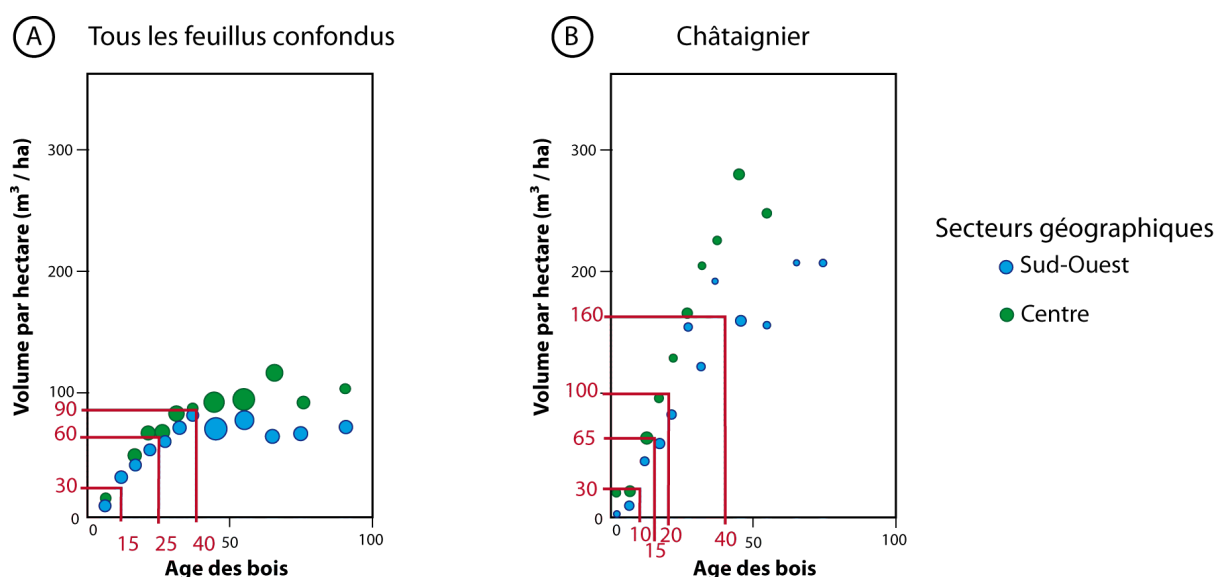 A Tous les feuillus confondus
Volume par hectare (m³ / ha)
300
200
100
90
60
30
0
0 50 100
15 25 40
Age des bois
B Châtaignier
Volume par hectare (m³ / ha)
300
200
160
100
100
65
30
0
0 50 100
10 20 40
15
Age des bois
Secteurs géographiques
Sud-Ouest
Centre